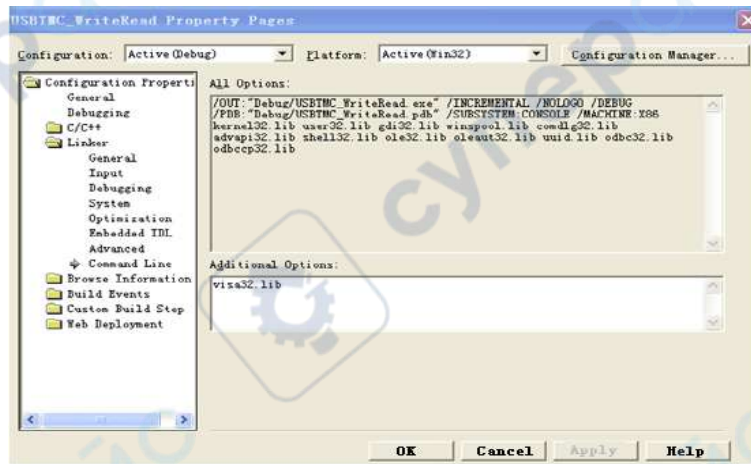 USBTMC_WriteRead Property Pages
Configuration: Active(Debug) Platform: Active(Win32) Configuration Manager...
Configuration Properti
General
Debugging
C/C++
Linker
General
Input
Debugging
System
Optimization
Embedded IDL
Advanced
Command Line
Browse Information
Build Events
Custom Build Step
Web Deployment
All Options:
/OUT:"Debug/USBTMC_WriteRead.exe" /INCREMENTAL /NOLOGO /DEBUG
/PDB:"Debug/USBTMC_WriteRead.pdb" /SUBSYSTEM:CONSOLE /MACHINE:X86
kernel32.lib user32.lib gdi32.lib winspool.lib comdlg32.lib
advapi32.lib shell32.lib ole32.lib oleaut32.lib uuid.lib odbc32.lib
odbccp32.lib
Additional Options:
visa32.lib
OK Cancel Apply Help